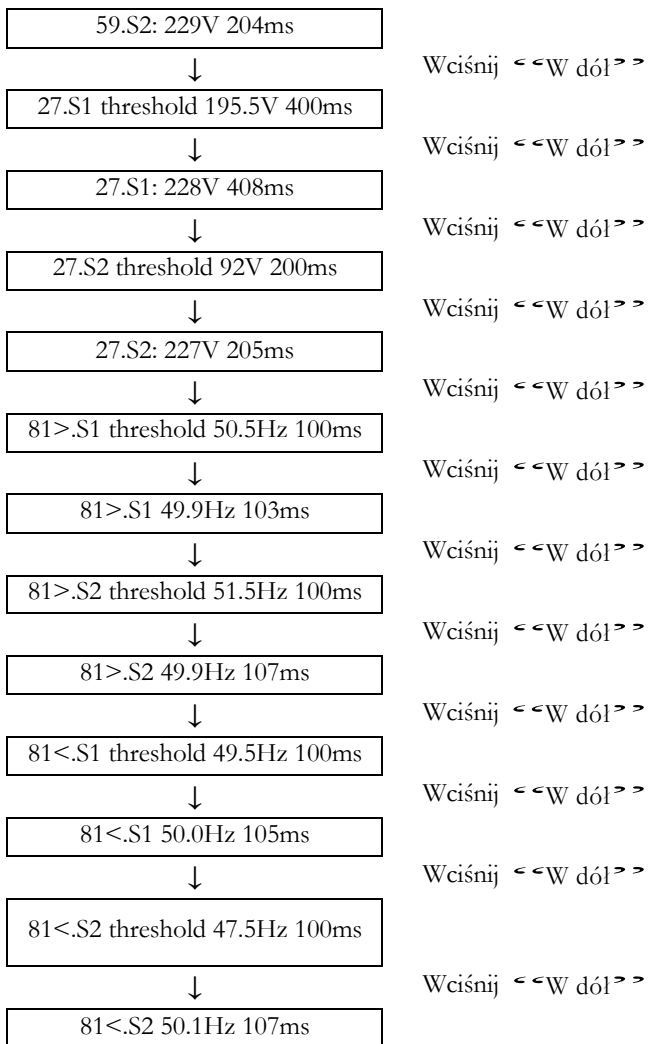 59.S2: 229V 204ms
↓ Wciśnij “W dół”
27.S1 threshold 195.5V 400ms
↓ Wciśnij “W dół”
27.S1: 228V 408ms
↓ Wciśnij “W dół”
27.S2 threshold 92V 200ms
↓ Wciśnij “W dół”
27.S2: 227V 205ms
↓ Wciśnij “W dół”
81>.S1 threshold 50.5Hz 100ms
↓ Wciśnij “W dół”
81>.S1 49.9Hz 103ms
↓ Wciśnij “W dół”
81>.S2 threshold 51.5Hz 100ms
↓ Wciśnij “W dół”
81>.S2 49.9Hz 107ms
↓ Wciśnij “W dół”
81<.S1 threshold 49.5Hz 100ms
↓ Wciśnij “W dół”
81<.S1 50.0Hz 105ms
↓ Wciśnij “W dół”
81<.S2 threshold 47.5Hz 100ms
↓ Wciśnij “W dół”
81<.S2 50.1Hz 107ms